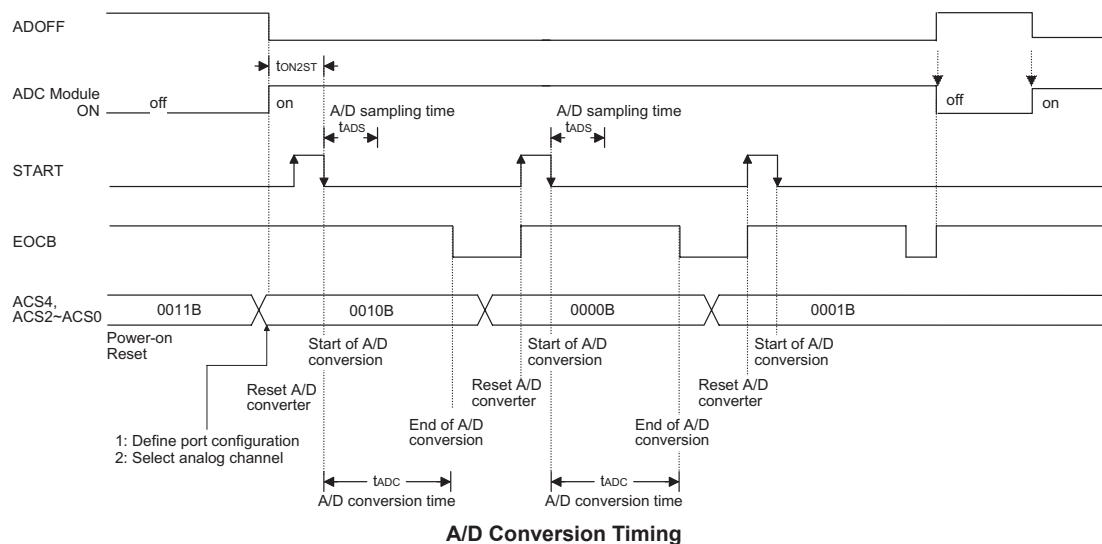 ADOFF
tON2ST
ADC Module
ON
off
on
off
on
A/D sampling time
tADS
A/D sampling time
tADS
START
EOCB
ACS4,
ACS2~ACS0
0011B
0010B
0000B
0001B
Power-on
Reset
Start of A/D
conversion
Start of A/D
conversion
Start of A/D
conversion
Reset A/D
converter
Reset A/D
converter
Reset A/D
converter
End of A/D
conversion
End of A/D
conversion
1: Define port configuration
2: Select analog channel
tADC
A/D conversion time
tADC
A/D conversion time
A/D Conversion Timing